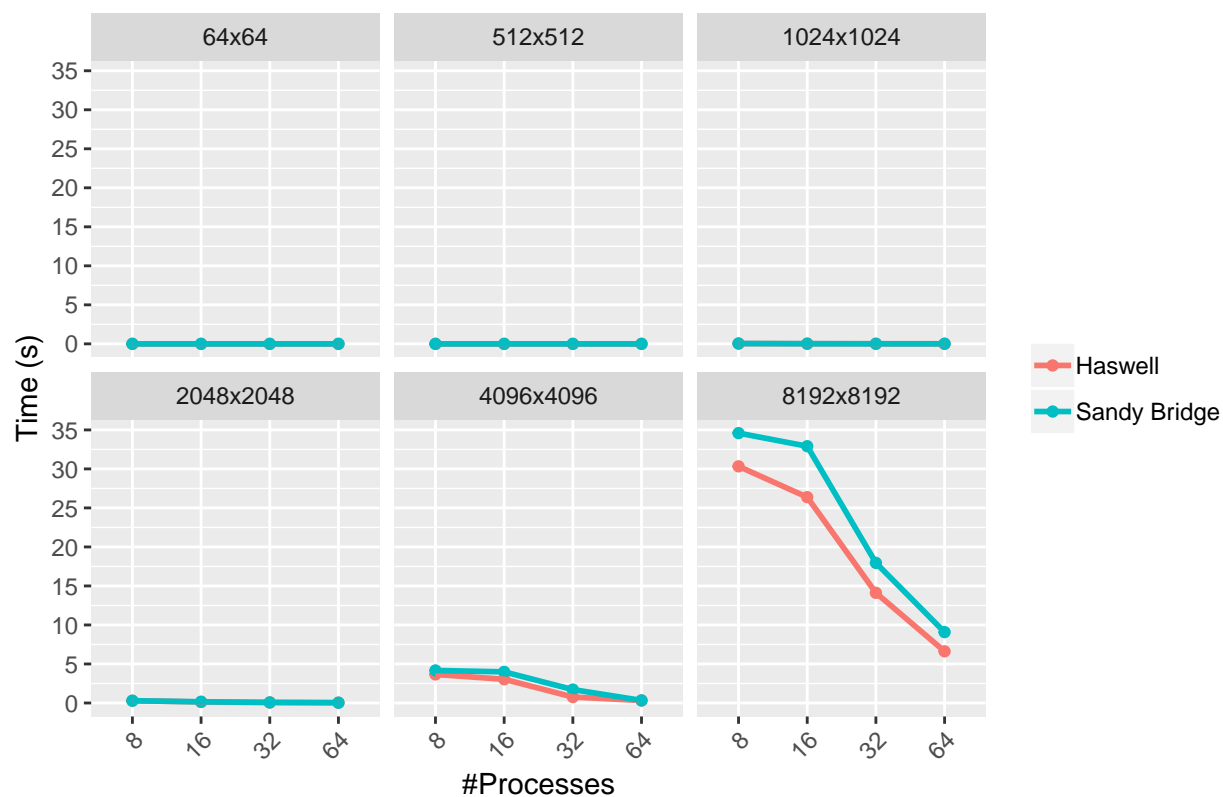 64x64
512x512
1024x1024
35
30
25
20
15
10
5
0
2048x2048
4096x4096
8192x8192
35
30
25
20
15
10
5
0
8
16
32
64
8
16
32
64
8
16
32
64
#Processes
Time (s)
Haswell
Sandy Bridge